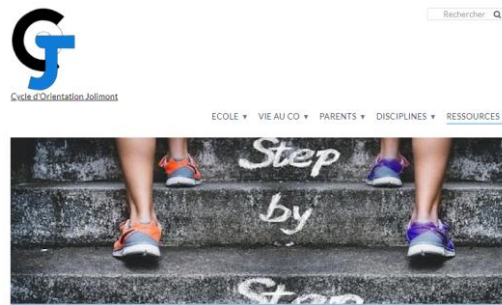 Rechercher
CJ
Cycle d'Orientation Jolimont
ECOLE ▾ VIE AU CO ▾ PARENTS ▾ DISCIPLINES ▾ RESSOURCES
Step
by
Step